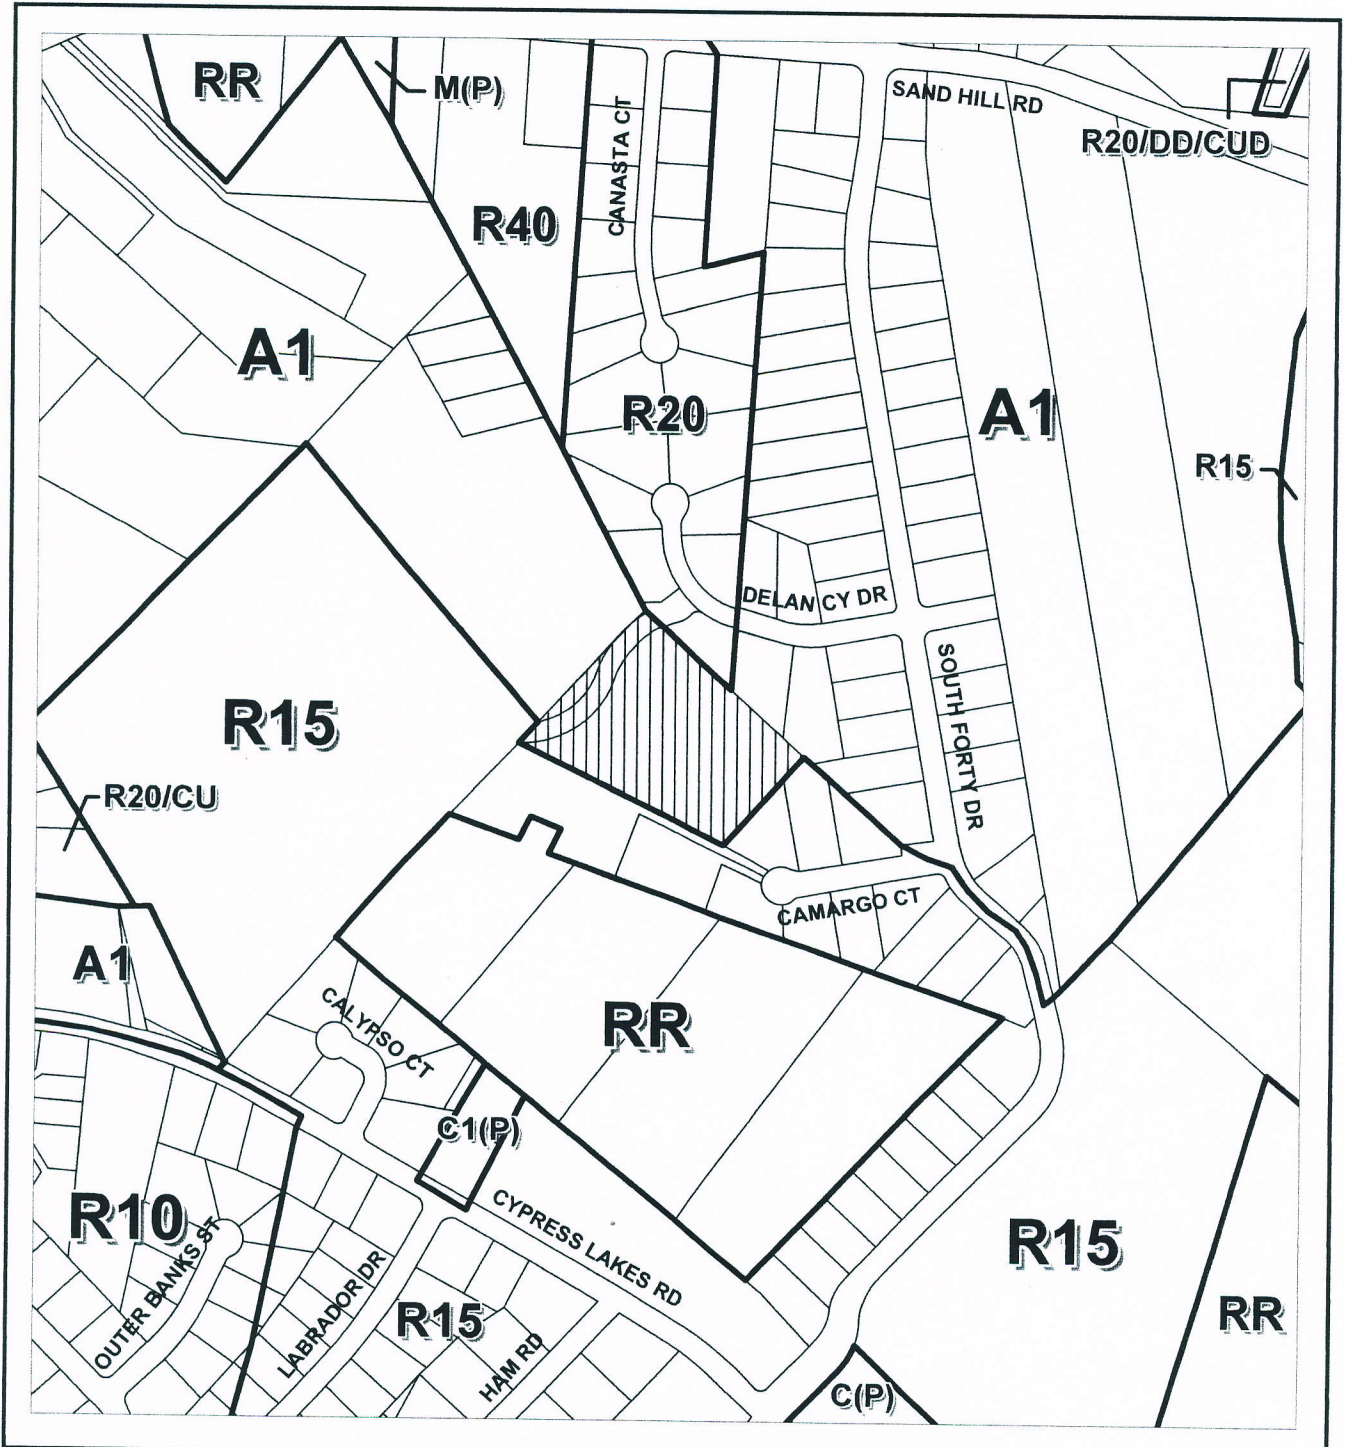 RR
M(P)
SAND HILL RD
R20/DD/CUD
CANASTA CT
R40
A1
R20
A1
R15
DELANCY DR
SOUTH FORTY DR
R15
R20/CU
CAMARGO CT
A1
CALYPSO CT
RR
C1(P)
CYPRESS LAKES RD
R10
OUTER BANKS ST
LABRADOR DR
R15
HAM RD
R15
RR
C(P)